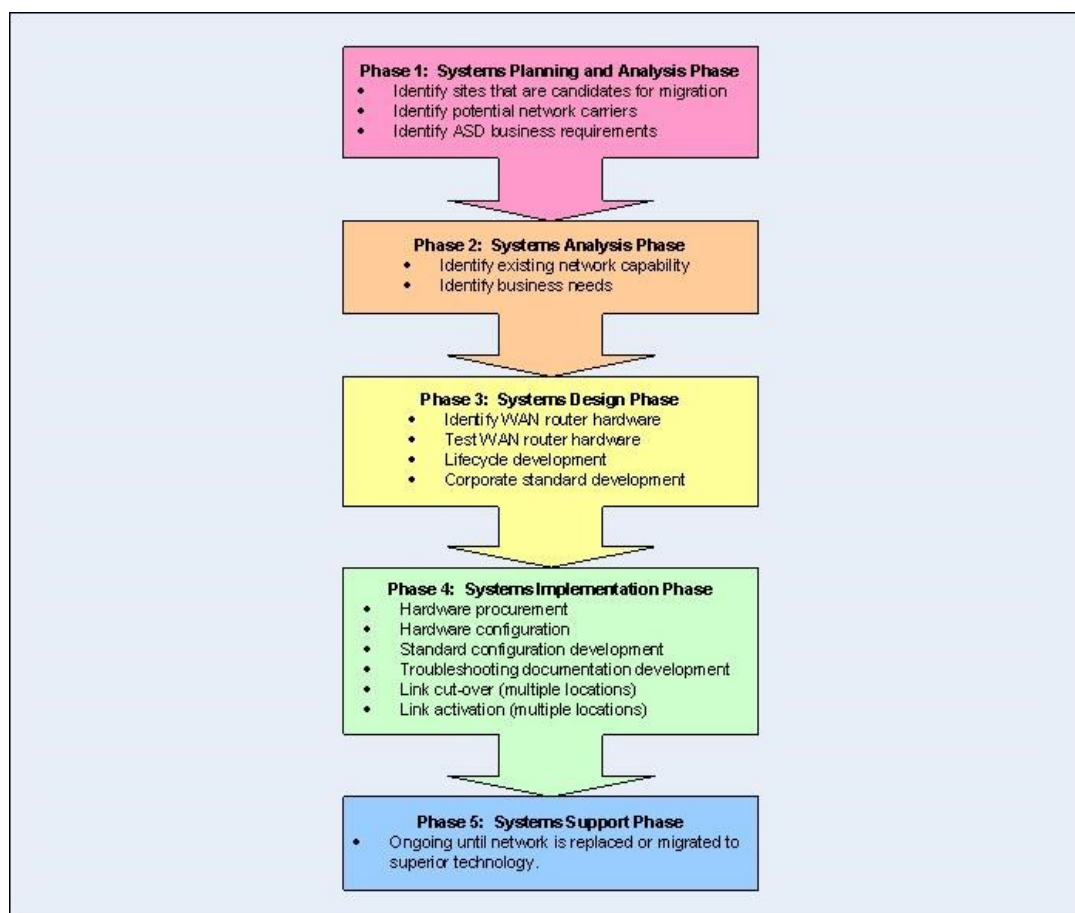 Phase 1: Systems Planning and Analysis Phase
• Identify sites that are candidates for migration
• Identify potential network carriers
• Identify ASD business requirements
Phase 2: Systems Analysis Phase
• Identify existing network capability
• Identify business needs
Phase 3: Systems Design Phase
• Identify WAN router hardware
• Test WAN router hardware
• Lifecycle development
• Corporate standard development
Phase 4: Systems Implementation Phase
• Hardware procurement
• Hardware configuration
• Standard configuration development
• Troubleshooting documentation development
• Link cut-over (multiple locations)
• Link activation (multiple locations)
Phase 5: Systems Support Phase
• Ongoing until network is replaced or migrated to
superior technology.